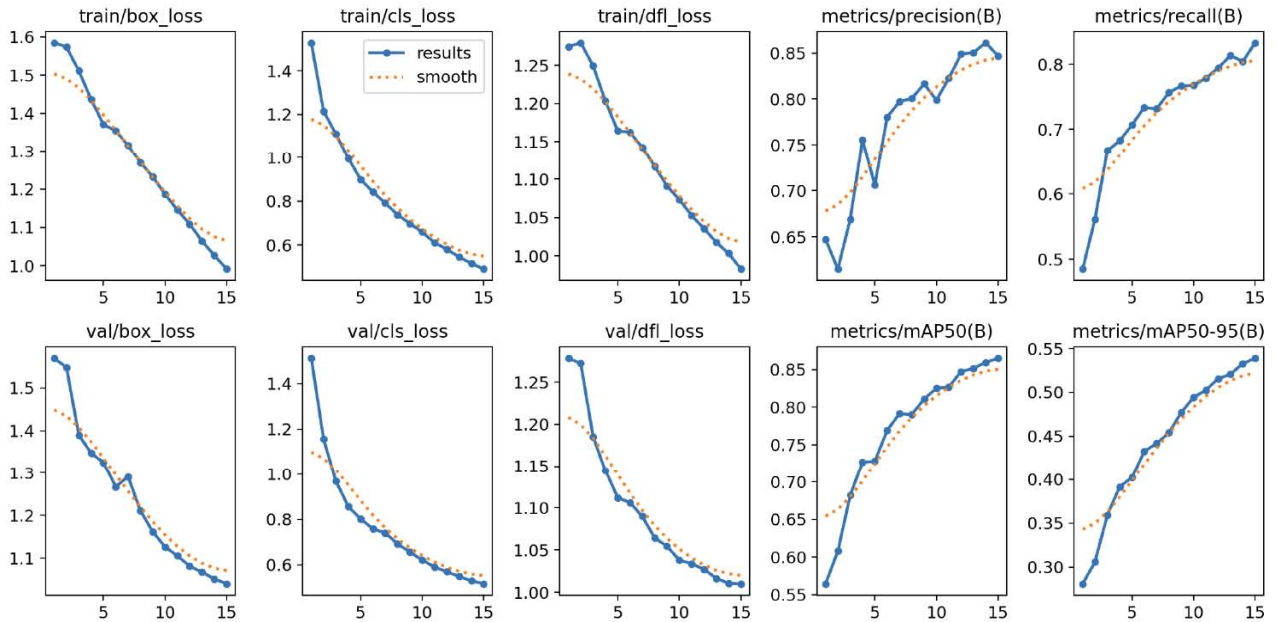 train/box_loss
train/cls_loss
train/dfl_loss
metrics/precision(B)
metrics/recall(B)
1.6
1.5
1.4
1.3
1.2
1.1
1.0
5 10 15
1.4
1.2
1.0
0.8
0.6
results
smooth
5 10 15
1.25
1.20
1.15
1.10
1.05
1.00
5 10 15
0.85
0.80
0.75
0.70
0.65
5 10 15
0.8
0.7
0.6
0.5
5 10 15
val/box_loss
val/cls_loss
val/dfl_loss
metrics/mAP50(B)
metrics/mAP50-95(B)
1.5
1.4
1.3
1.2
1.1
5 10 15
1.4
1.2
1.0
0.8
0.6
5 10 15
1.25
1.20
1.15
1.10
1.05
1.00
5 10 15
0.85
0.80
0.75
0.70
0.65
0.60
0.55
5 10 15
0.55
0.50
0.45
0.40
0.35
0.30
5 10 15